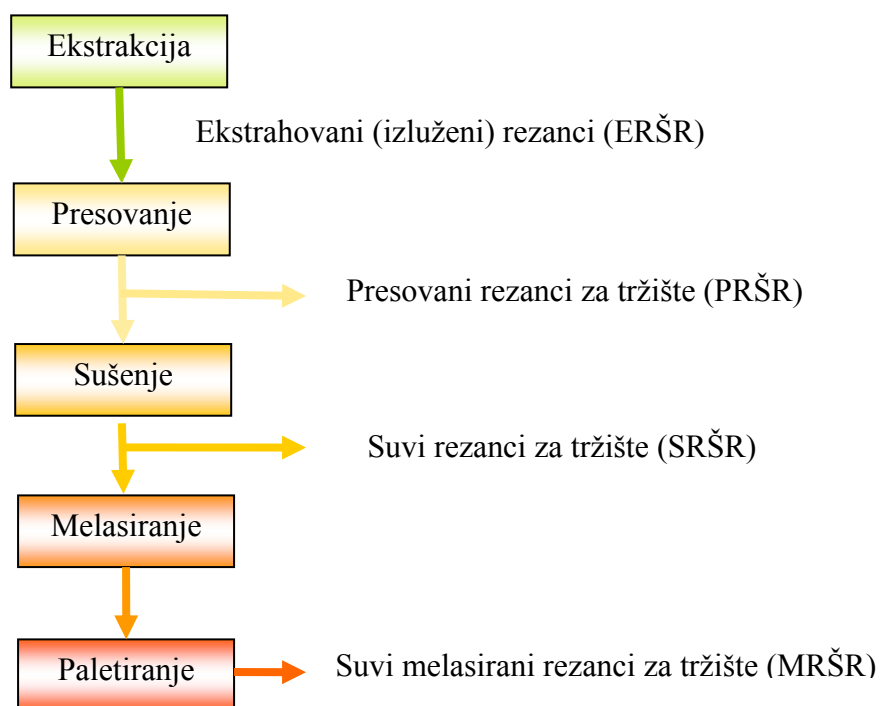 Ekstrakcija
Ekstrahovani (izluženi) rezanci (ERŠR)
Presovanje
Presovani rezanci za tržište (PRŠR)
Sušenje
Suvi rezanci za tržište (SRŠR)
Melasiranje
Paletiranje
Suvi melasirani rezanci za tržište (MRŠR)